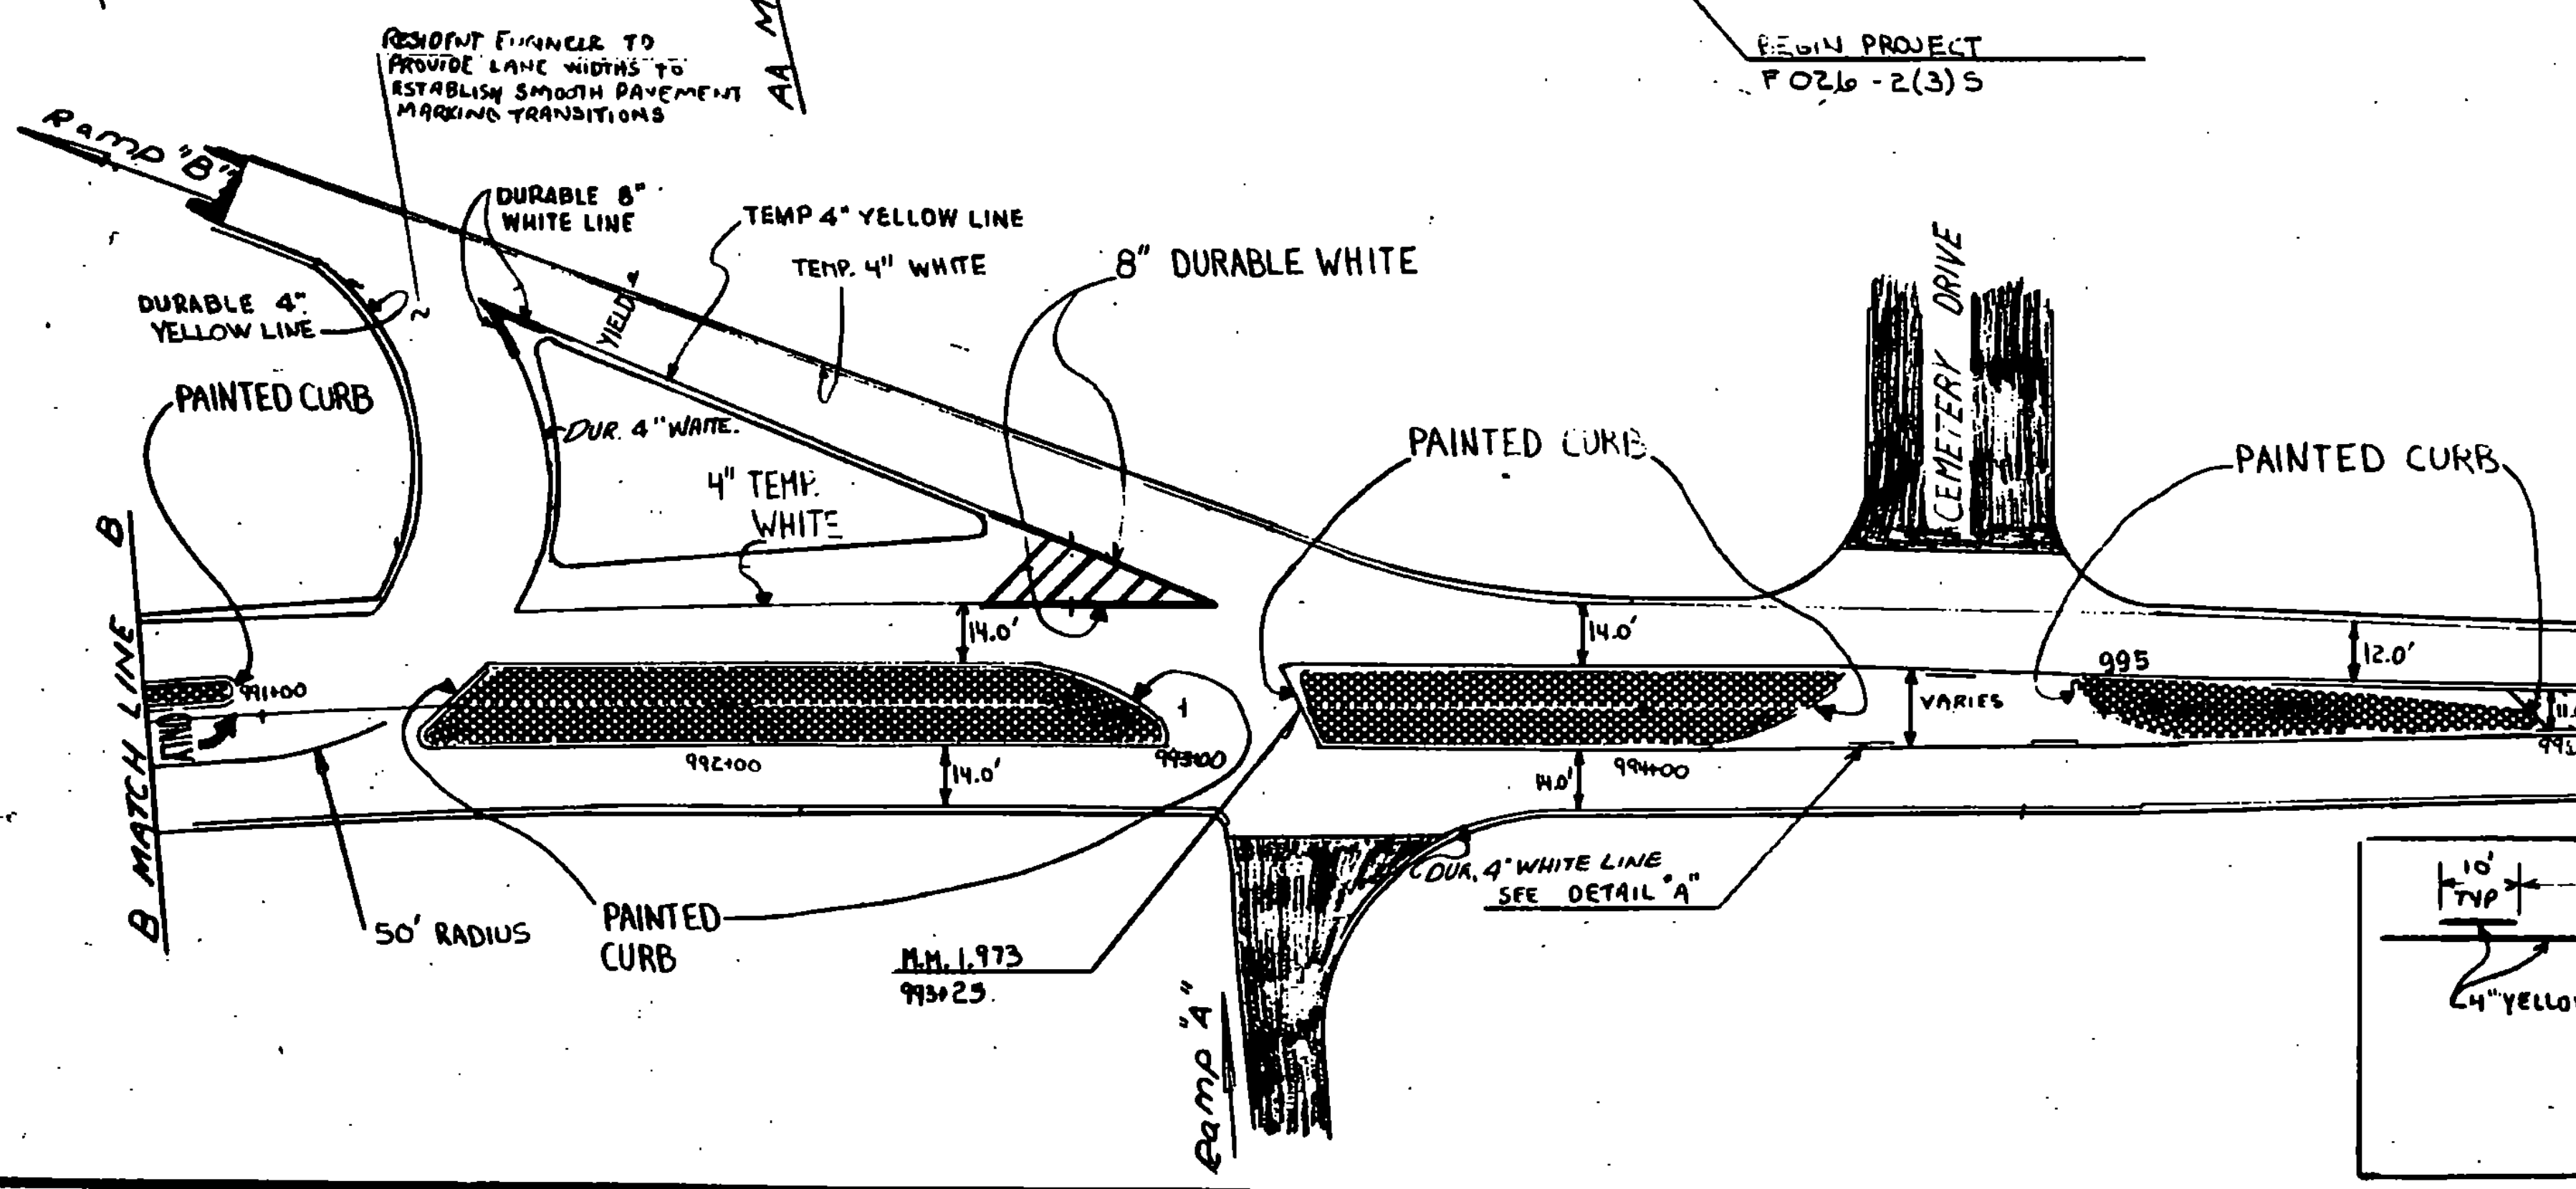 RESIDENT ENGINEER TO
PROVIDE LANE WIDTHS TO
ESTABLISH SMOOTH PAVEMENT
MARKING TRANSITIONS
AA M
BEGIN PROJECT
F 026-2(3)S
Ramp "B"
DURABLE 8"
WHITE LINE
TEMP 4" YELLOW LINE
TEMP. 4" WHITE
8" DURABLE WHITE
YIELD
DURABLE 4"
YELLOW LINE
PAINTED CURB
DUR. 4" WHITE.
4" TEMP.
WHITE
PAINTED CURB
CEMETERY DRIVE
PAINTED CURB
B MATCH LINE B
991+00
ONLY
14.0'
14.0'
12.0'
995
VARIES
11.
992+00
14.0'
993+00
14.0'
994+00
50' RADIUS
PAINTED
CURB
M.M. 1.973
993+25
DUR. 4" WHITE LINE
SEE DETAIL "A"
Ramp "A"
10'
TYP
4" YELLO